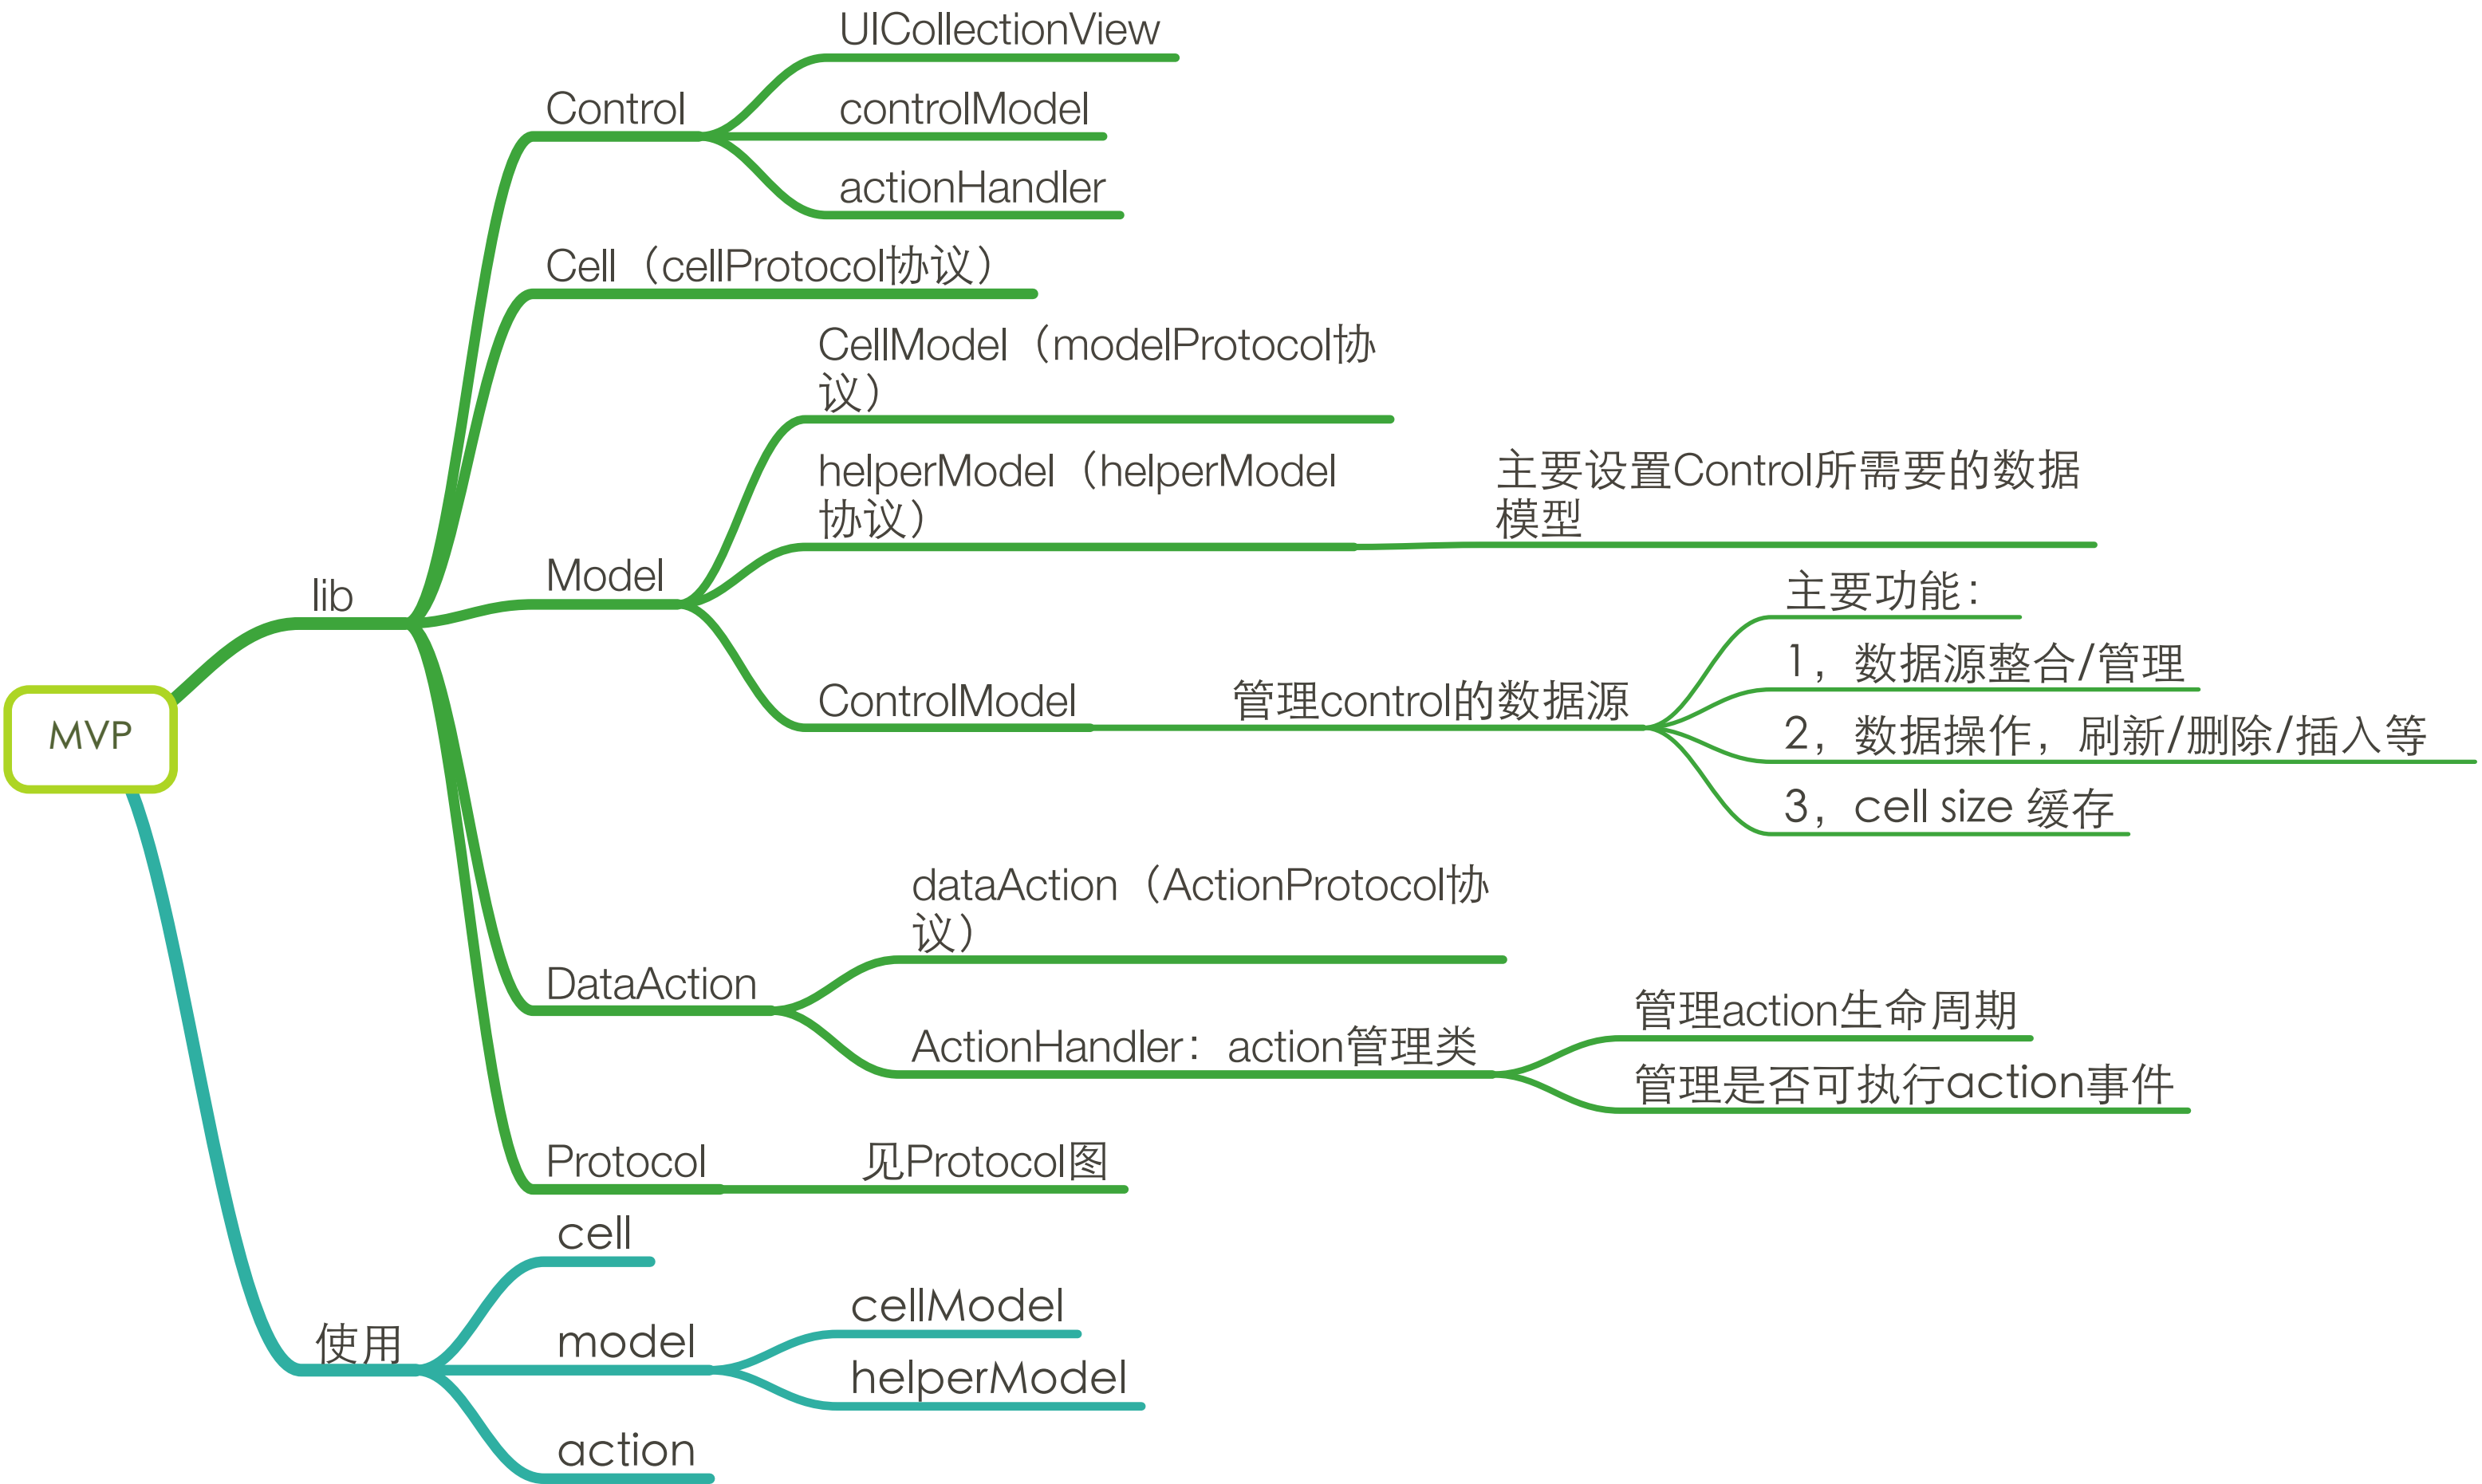 UICollectionView
Control
controlModel
actionHandler
Cell（cellProtocol协议）
CellModel（modelProtocol协
议）
helperModel（helperModel
协议）
主要设置Control所需要的数据
模型
Model
lib
主要功能：
1，数据源整合/管理
ControlModel
管理control的数据源
MVP
2，数据操作，刷新/删除/插入等
3，cell size 缓存
dataAction（ActionProtocol协
议）
DataAction
管理action生命周期
ActionHandler：action管理类
管理是否可执行action事件
Protocol
见Protocol图
cell
cellModel
使用
model
helperModel
action